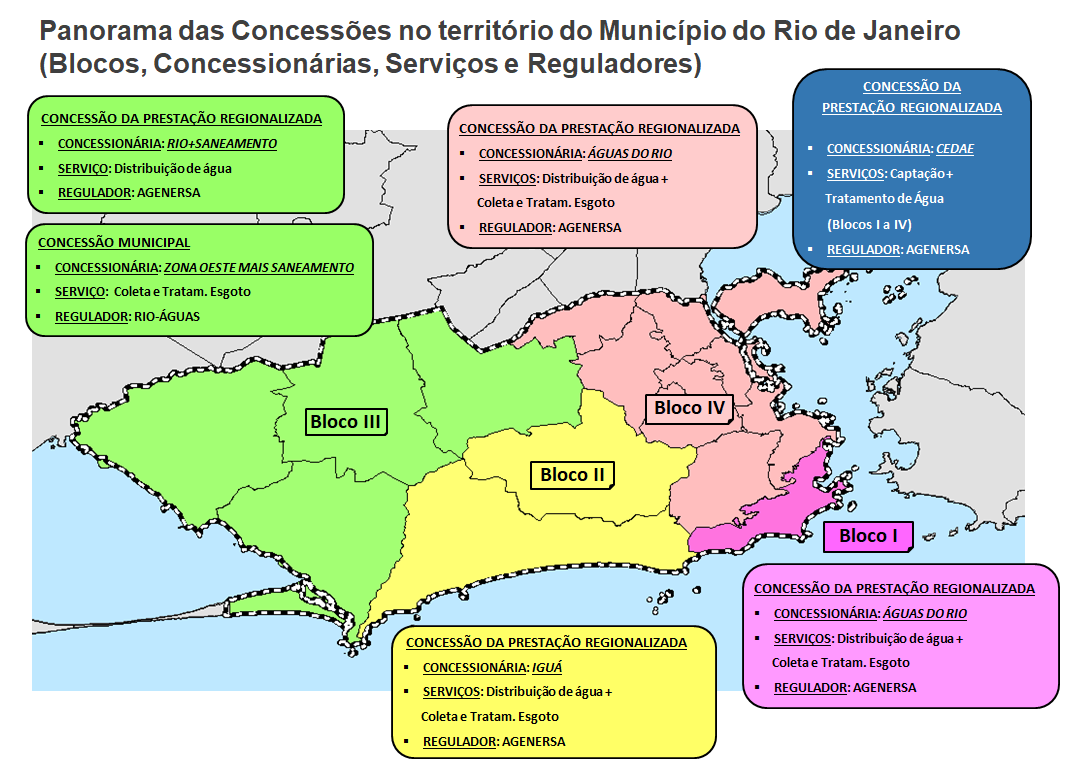 Panorama das Concessões no território do Município do Rio de Janeiro
(Blocos, Concessionárias, Serviços e Reguladores)
CONCESSÃO DA PRESTAÇÃO REGIONALIZADA
▪ CONCESSIONÁRIA: RIO+SANEAMENTO
▪ SERVIÇO: Distribuição de água
▪ REGULADOR: AGENERSA
CONCESSÃO MUNICIPAL
▪ CONCESSIONÁRIA: ZONA OESTE MAIS SANEAMENTO
▪ SERVIÇO: Coleta e Tratam. Esgoto
▪ REGULADOR: RIO-ÁGUAS
CONCESSÃO DA PRESTAÇÃO REGIONALIZADA
▪ CONCESSIONÁRIA: ÁGUAS DO RIO
▪ SERVIÇOS: Distribuição de água +
Coleta e Tratam. Esgoto
▪ REGULADOR: AGENERSA
CONCESSÃO DA
PRESTAÇÃO REGIONALIZADA
▪ CONCESSIONÁRIA: CEDAE
▪ SERVIÇOS: Captação +
Tratamento de Água
(Blocos I a IV)
▪ REGULADOR: AGENERSA
Bloco III
Bloco IV
Bloco II
Bloco I
CONCESSÃO DA PRESTAÇÃO REGIONALIZADA
▪ CONCESSIONÁRIA: IGUÁ
▪ SERVIÇOS: Distribuição de água +
Coleta e Tratam. Esgoto
▪ REGULADOR: AGENERSA
CONCESSÃO DA PRESTAÇÃO REGIONALIZADA
▪ CONCESSIONÁRIA: ÁGUAS DO RIO
▪ SERVIÇOS: Distribuição de água +
Coleta e Tratam. Esgoto
▪ REGULADOR: AGENERSA